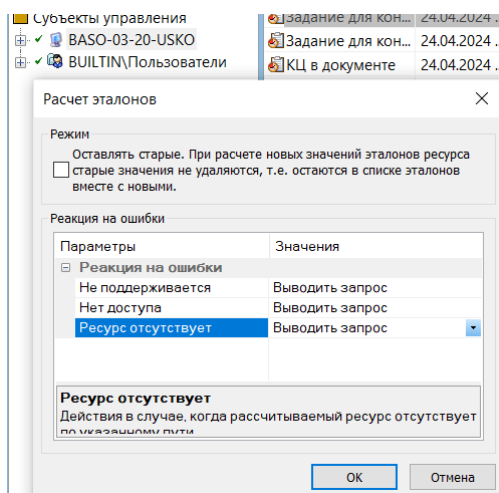 Субъекты управления
Задание для кон... 24.04.2024 .
BASO-03-20-USKO
Задание для кон... 24.04.2024 .
BUILTIN\Пользователи
КЦ в документе 24.04.2024 .
Расчет эталонов
Режим
Оставлять старые. При расчете новых значений эталонов ресурса
старые значения не удаляются, т.е. остаются в списке эталонов
вместе с новыми.
Реакция на ошибки
Параметры Значения
Реакция на ошибки
Не поддерживается Выводить запрос
Нет доступа Выводить запрос
Ресурс отсутствует Выводить запрос
Ресурс отсутствует
Действия в случае, когда рассчитываемый ресурс отсутствует
по указанному пути
ОК Отмена